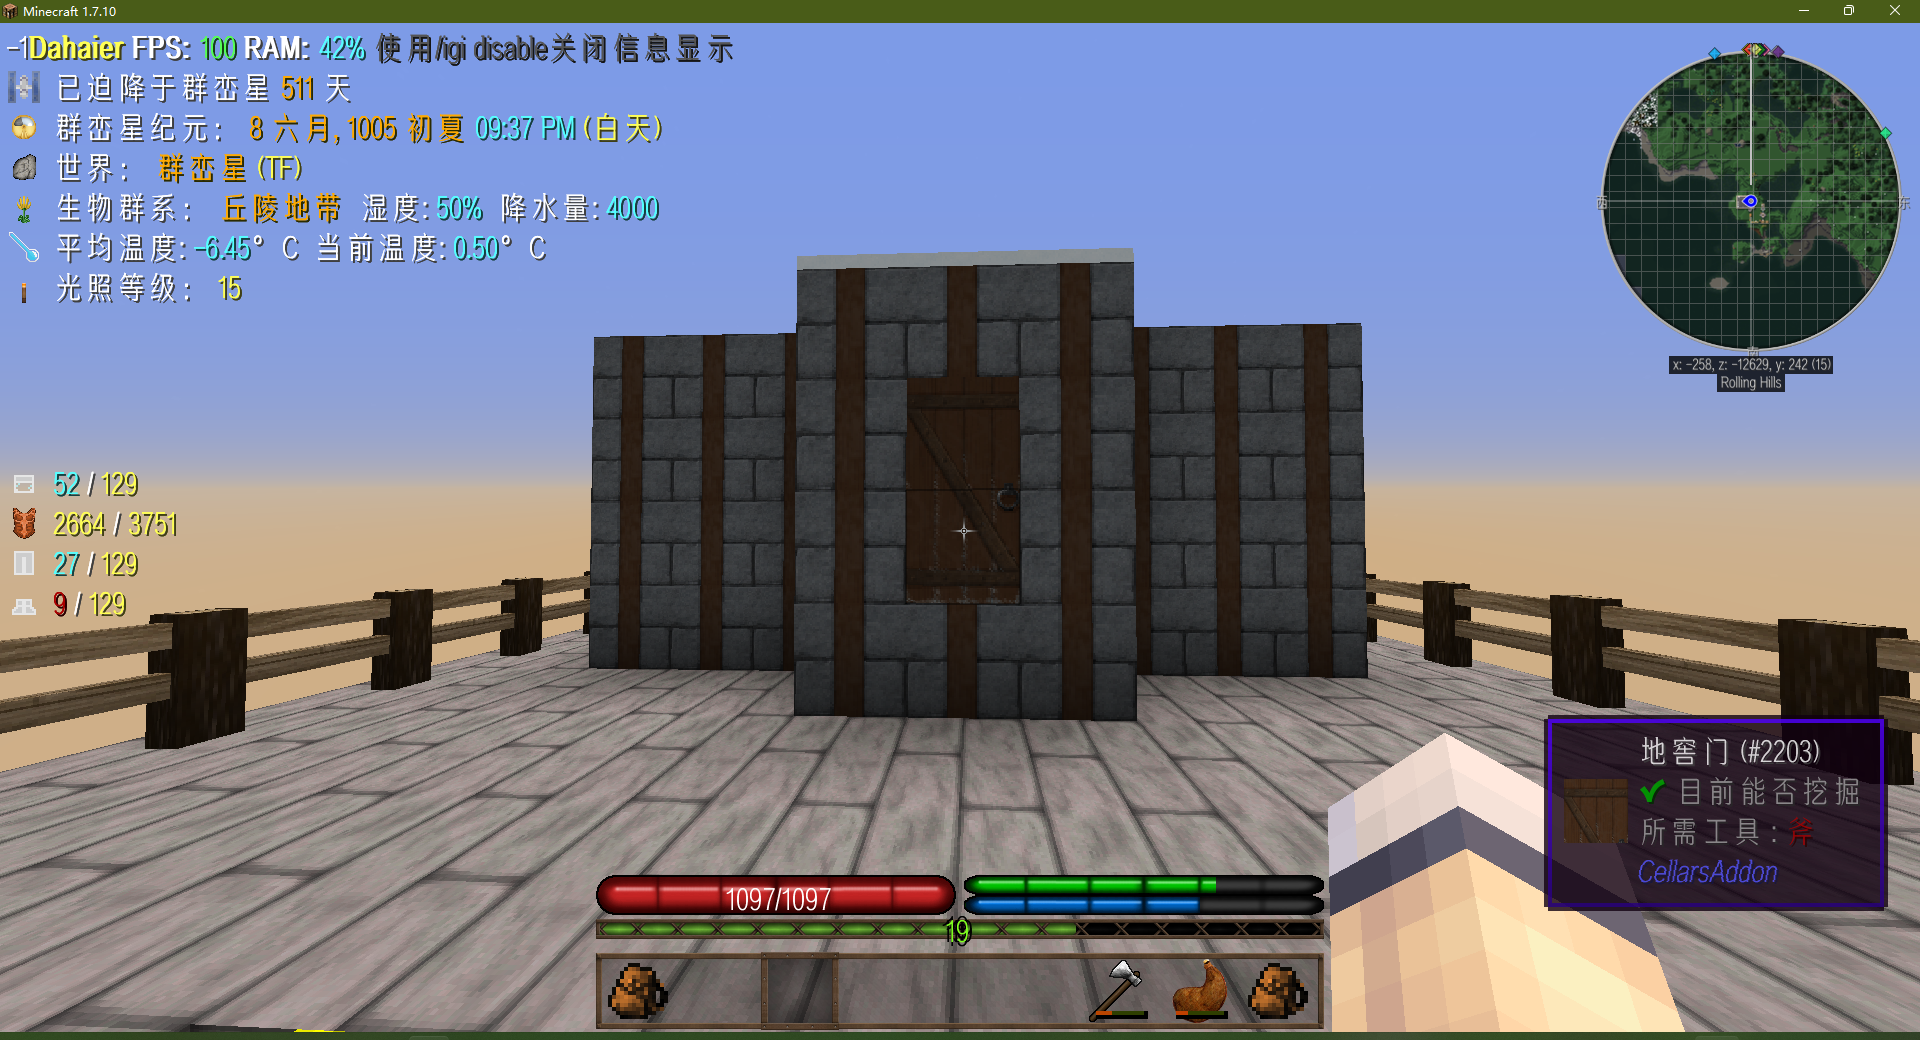 Minecraft 1.7.10
-1Dahaier FPS: 100 RAM: 42% 使用/igi disable关闭信息显示
已迫降于群峦星 511 天
群峦星纪元： 8 六月, 1005 初夏 09:37 PM (白天)
世界： 群峦星 (TF)
生物群系： 丘陵地带 湿度: 50% 降水量: 4000
平均温度: -6.45° C 当前温度: 0.50° C
光照等级： 15
西
东
南
x: -258, z: -12629, y: 242 (15)
Rolling Hills
52 / 129
2664 / 3751
27 / 129
9 / 129
地窖门 (#2203)
✔ 目前能否挖掘
所需工具 : 斧
CellarsAddon
1097/1097
19